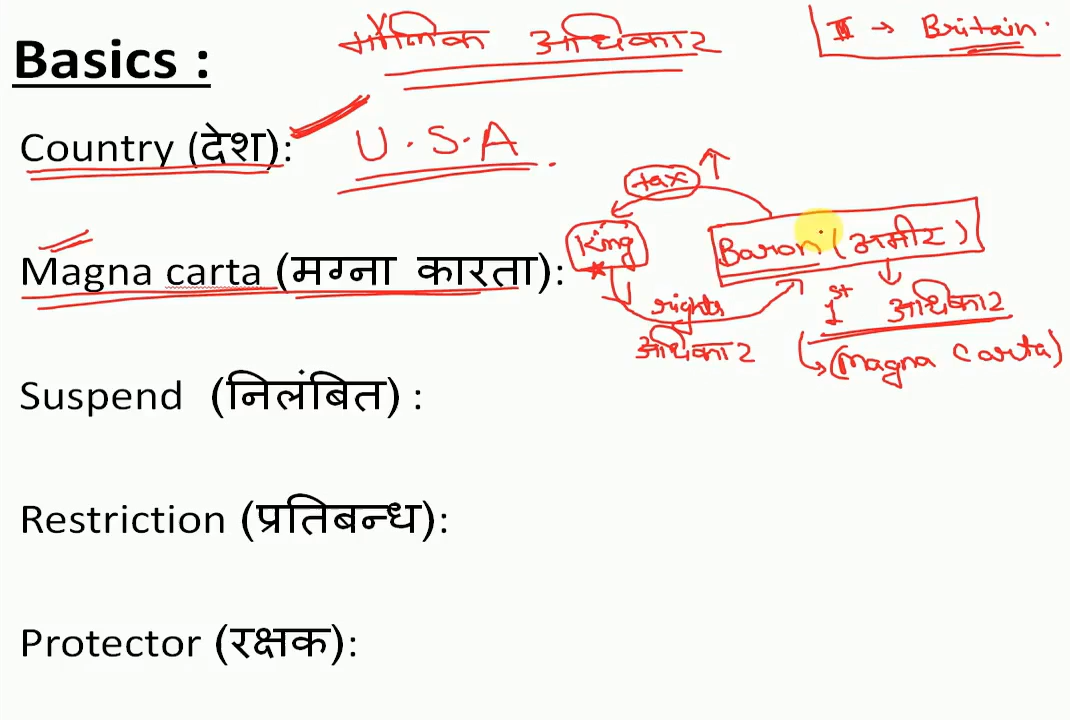 मौलिक अधिकार
II → Britain.
Basics :
Country (देश): U.S.A.
tax ↑
Magna carta (मग्ना कारता):
King
Baron (अमीर)
rights
अधिकार
1st अधिकार
(Magna Carta)
Suspend (निलंबित) :
Restriction (प्रतिबन्ध):
Protector (रक्षक):